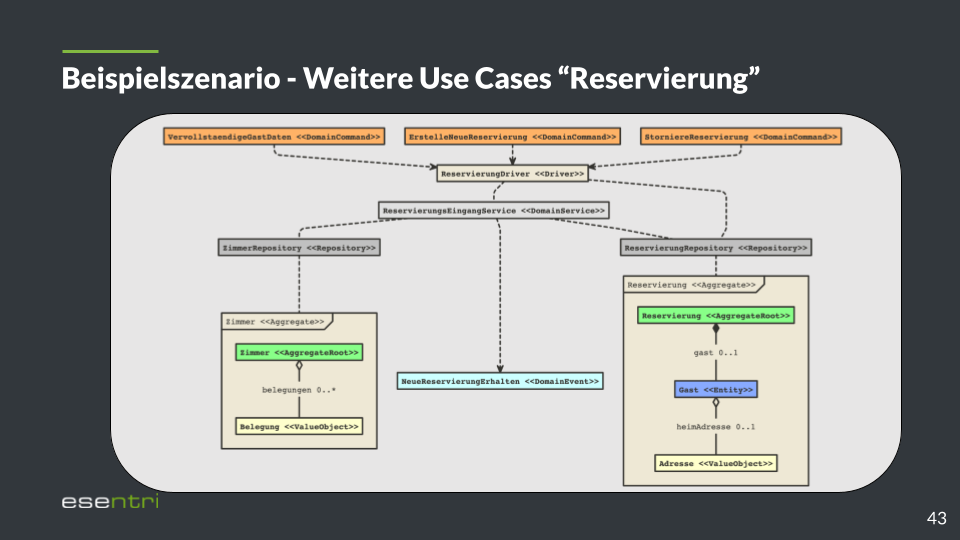 Beispielszenario - Weitere Use Cases “Reservierung”
VervollstaendigeGastDaten <<DomainCommand>>
ErstelleNeueReservierung <<DomainCommand>>
StorniereReservierung <<DomainCommand>>
ReservierungDriver <<Driver>>
ReservierungsEingangService <<DomainService>>
ZimmerRepository <<Repository>>
ReservierungRepository <<Repository>>
Reservierung <<Aggregate>>
Reservierung <<AggregateRoot>>
Zimmer <<Aggregate>>
Zimmer <<AggregateRoot>>
gast 0..1
NeueReservierungErhalten <<DomainEvent>>
belegungen 0..*
Gast <<Entity>>
Belegung <<ValueObject>>
heimAdresse 0..1
Adresse <<ValueObject>>
esentri
43